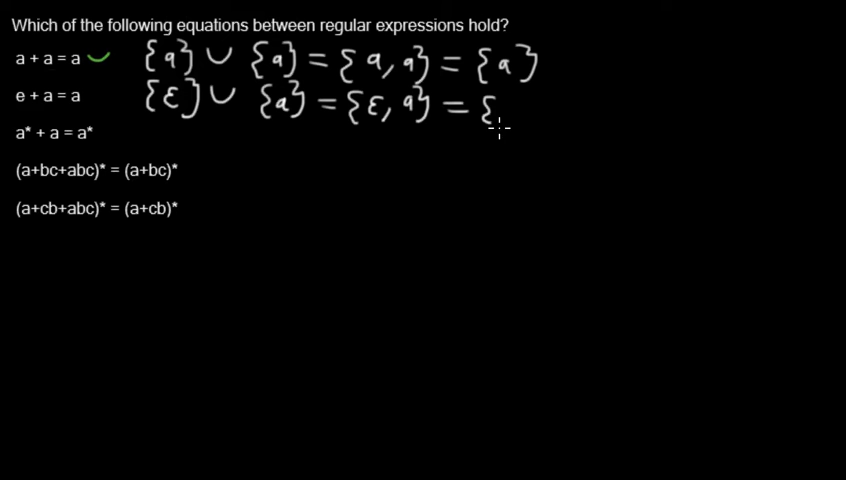 Which of the following equations between regular expressions hold?
a + a = a {a} ∪ {a} = {a, a} = {a}
e + a = a {ε} ∪ {a} = {ε, a} = {
a* + a = a*
(a+bc+abc)* = (a+bc)*
(a+cb+abc)* = (a+cb)*